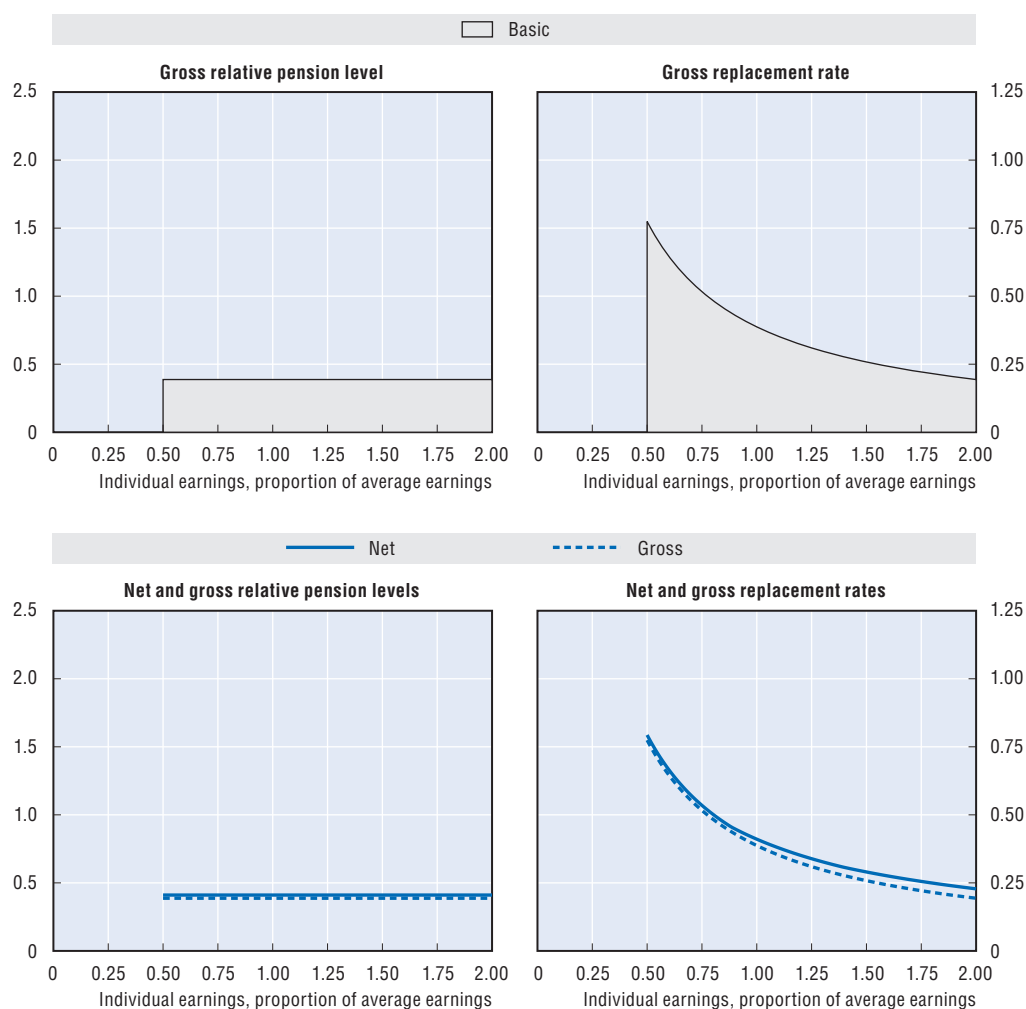 Basic
Gross relative pension level
2.5
2.0
1.5
1.0
0.5
0
0 0.25 0.50 0.75 1.00 1.25 1.50 1.75 2.00
Individual earnings, proportion of average earnings
Gross replacement rate
1.25
1.00
0.75
0.50
0.25
0
0 0.25 0.50 0.75 1.00 1.25 1.50 1.75 2.00
Individual earnings, proportion of average earnings
Net Gross
Net and gross relative pension levels
2.5
2.0
1.5
1.0
0.5
0
0 0.25 0.50 0.75 1.00 1.25 1.50 1.75 2.00
Individual earnings, proportion of average earnings
Net and gross replacement rates
1.25
1.00
0.75
0.50
0.25
0
0 0.25 0.50 0.75 1.00 1.25 1.50 1.75 2.00
Individual earnings, proportion of average earnings